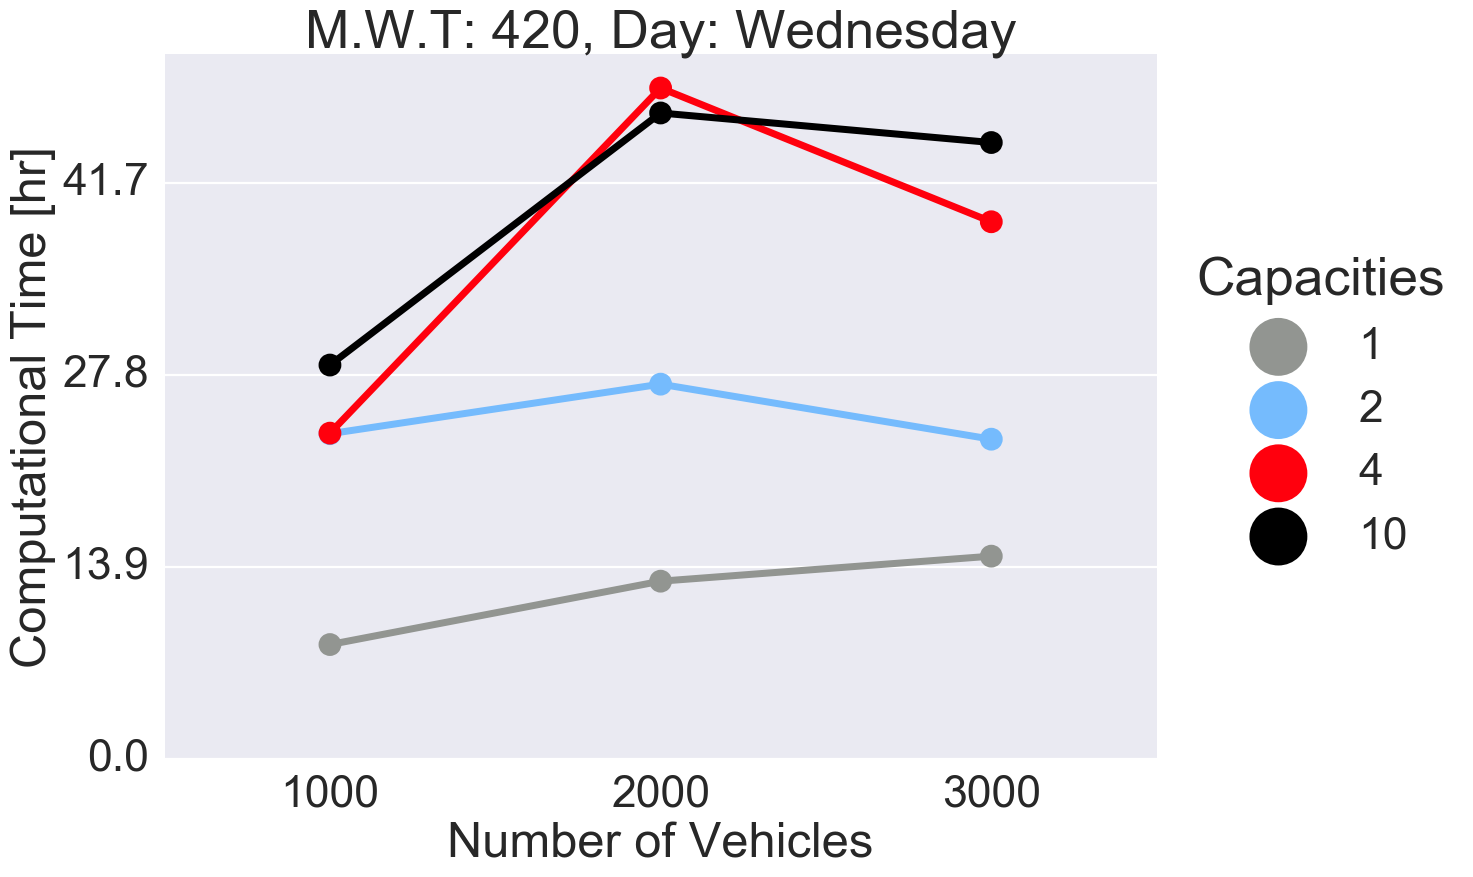 M.W.T: 420, Day: Wednesday
Computational Time [hr]
41.7
27.8
13.9
0.0
1000 2000 3000
Number of Vehicles
Capacities
1
2
4
10